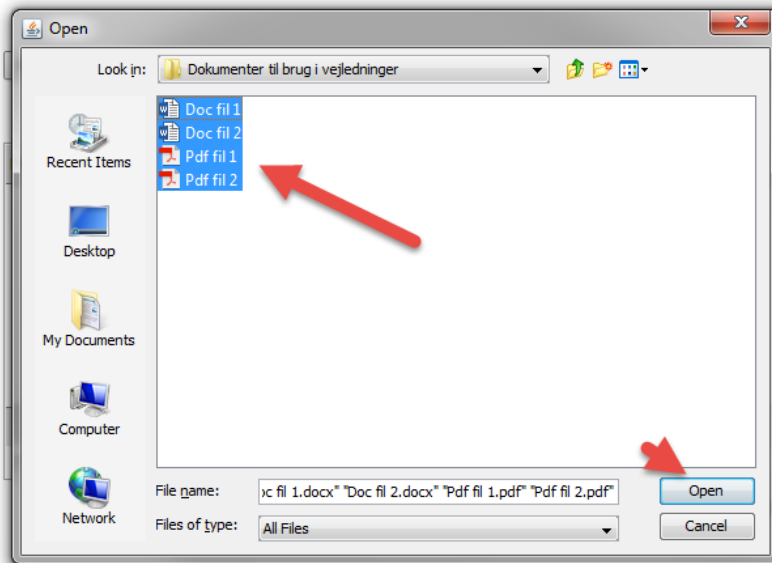 Open
Look in: Dokumenter til brug i vejledninger
Doc fil 1
Doc fil 2
Pdf fil 1
Pdf fil 2
Recent Items
Desktop
My Documents
Computer
Network
File name: oc fil 1.docx" "Doc fil 2.docx" "Pdf fil 1.pdf" "Pdf fil 2.pdf"
Open
Files of type: All Files
Cancel